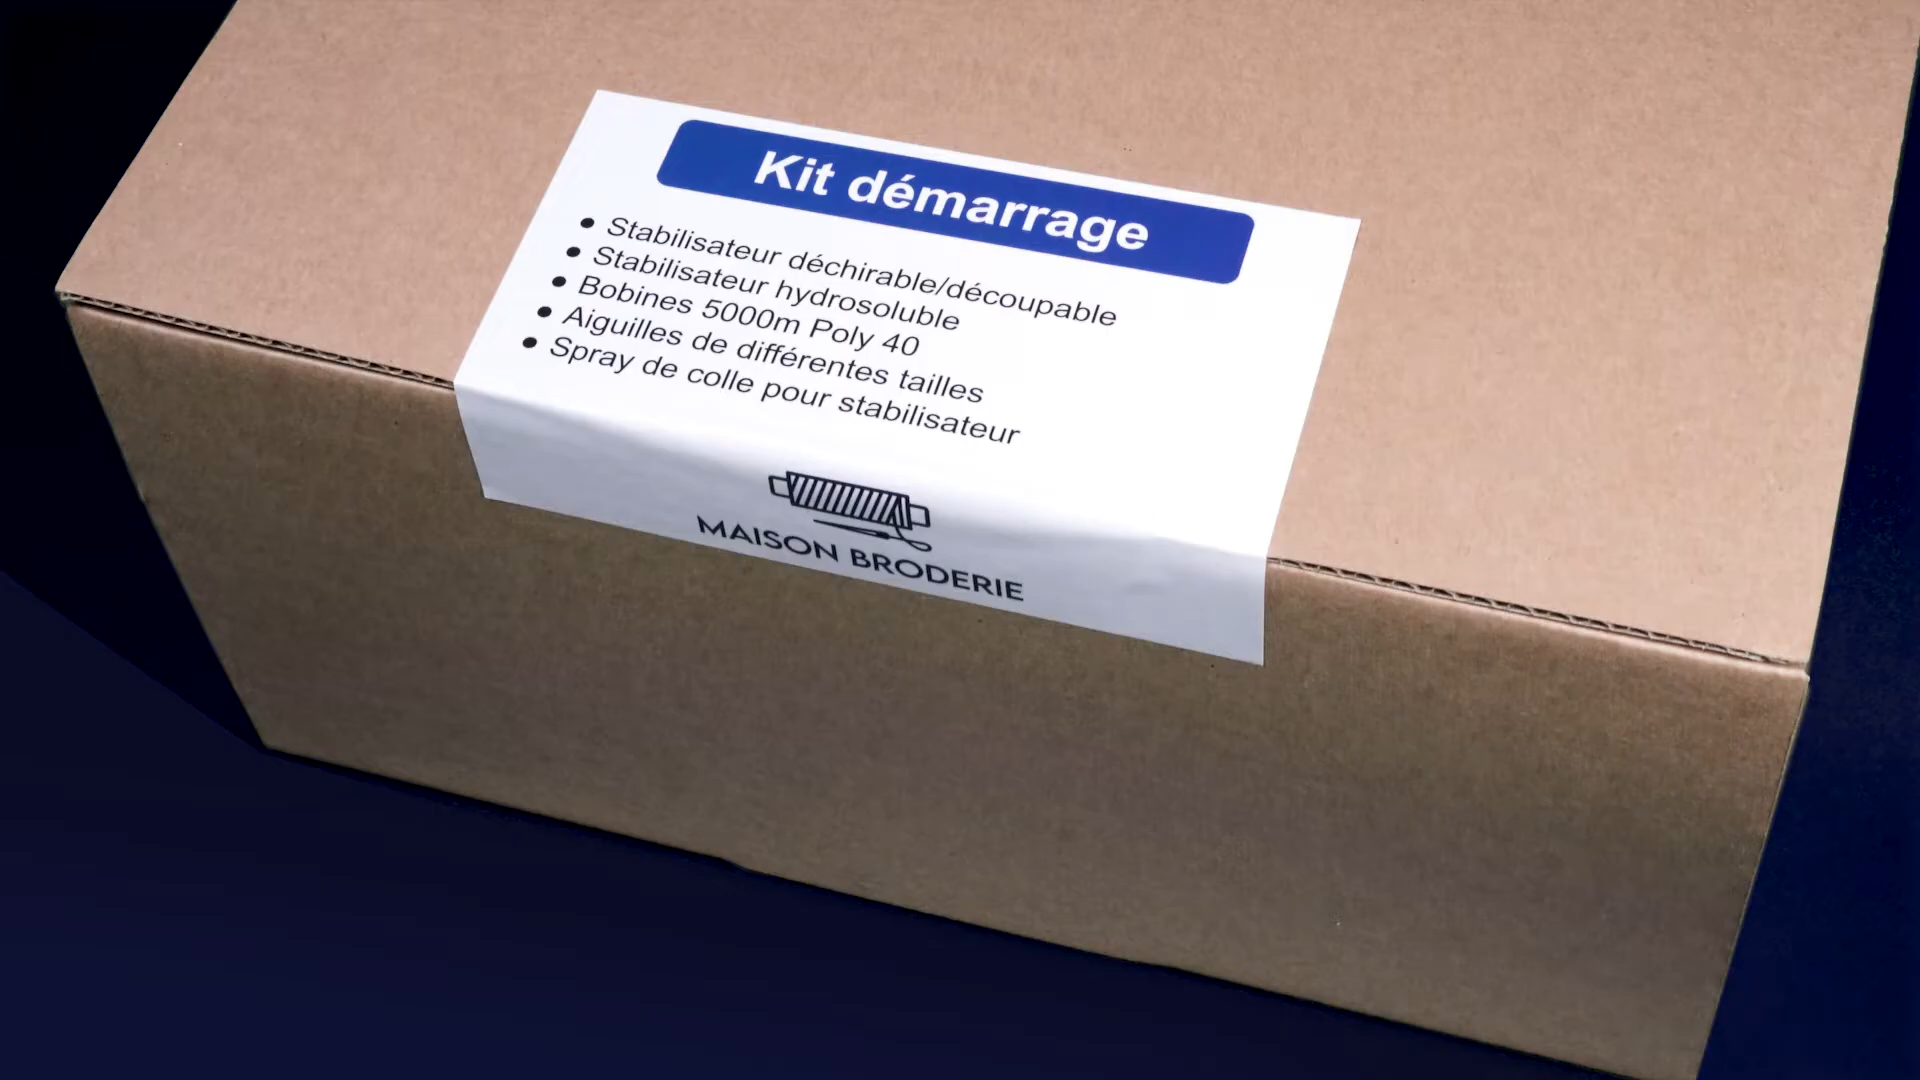 Kit démarrage
• Stabilisateur déchirable/découpable
• Stabilisateur hydrosoluble
• Bobines 5000m Poly 40
• Aiguilles de différentes tailles
• Spray de colle pour stabilisateur
MAISON BRODERIE